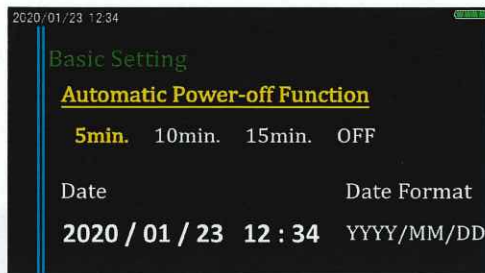 2020/01/23 12:34
Basic Setting
Automatic Power-off Function
5min. 10min. 15min. OFF
Date Date Format
2020 / 01 / 23 12 : 34 YYYY/MM/DD